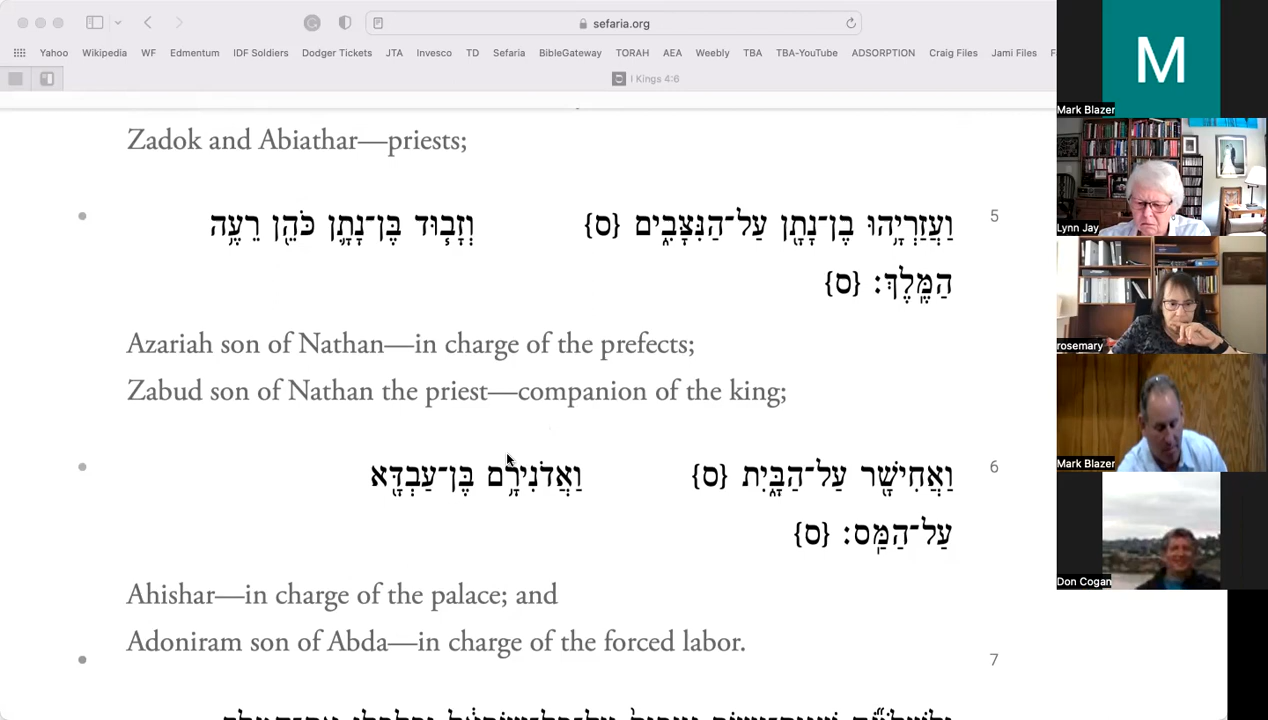 sefaria.org
Yahoo Wikipedia WF Edmentum IDF Soldiers Dodger Tickets JTA Invesco TD Sefaria BibleGateway TORAH AEA Weebly TBA TBA-YouTube ADSORPTION Craig Files Jami Files
I Kings 4:6
Zadok and Abiathar—priests;
5
וַעֲזַרְיָ֥הוּ בֶן־נָתָ֖ן עַל־הַנִּצָּבִ֑ים {ס} וְזָב֧וּד בֶּן־נָתָ֛ן כֹּהֵ֖ן רֵעֶ֥ה
הַמֶּֽלֶךְ׃ {ס}
Azariah son of Nathan—in charge of the prefects;
Zabud son of Nathan the priest—companion of the king;
6
וַאֲחִישָׁ֖ר עַל־הַבָּ֑יִת {ס} וַאֲדֹנִירָ֥ם בֶּן־עַבְדָּ֖א
עַל־הַמַּֽס׃ {ס}
Ahishar—in charge of the palace; and
Adoniram son of Abda—in charge of the forced labor.
7
M
Mark Blazer
Lynn Jay
rosemary
Mark Blazer
Don Cogan